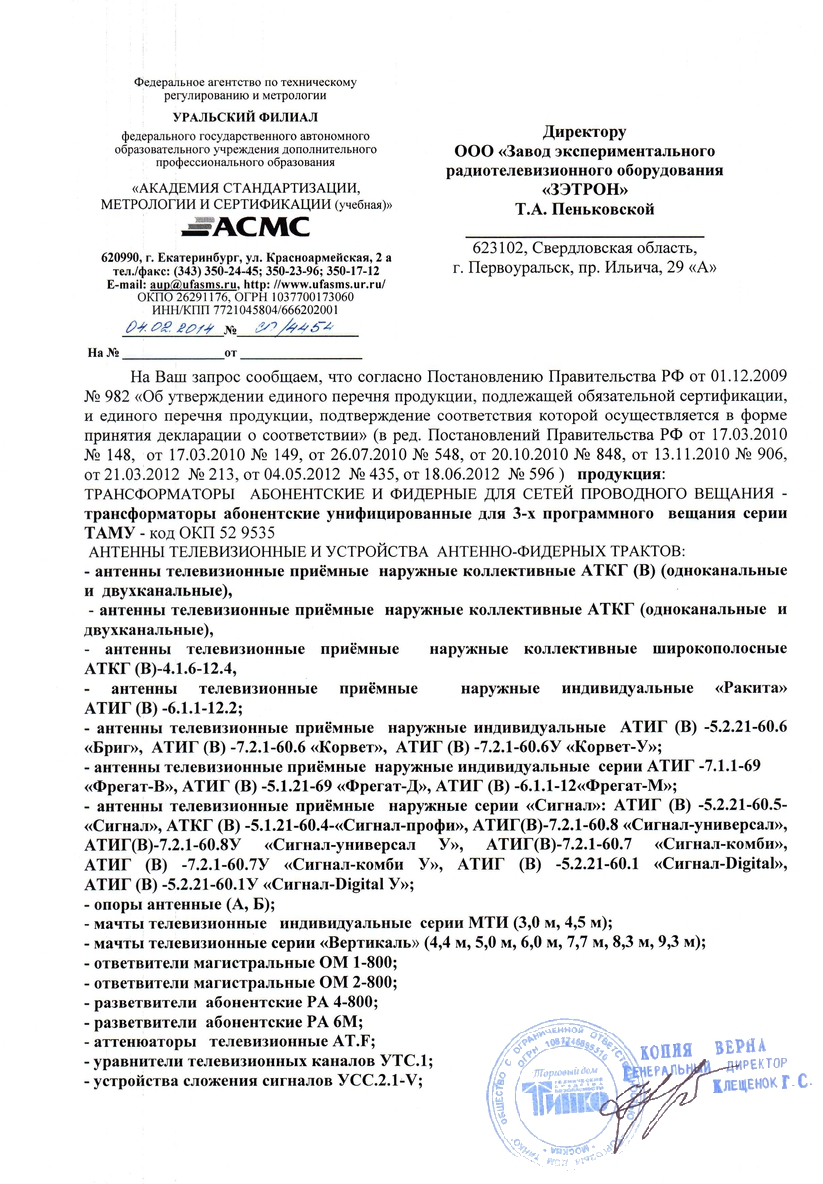 Федеральное агентство по техническому
регулированию и метрологии
УРАЛЬСКИЙ ФИЛИАЛ
федерального государственного автономного
образовательного учреждения дополнительного
профессионального образования
«АКАДЕМИЯ СТАНДАРТИЗАЦИИ,
МЕТРОЛОГИИ И СЕРТИФИКАЦИИ (учебная)»
АСМС
620990, г. Екатеринбург, ул. Красноармейская, 2 а
тел./факс: (343) 350-24-45; 350-23-96; 350-17-12
E-mail: aup@ufasms.ru, http: //www.ufasms.ur.ru/
ОКПО 26291176, ОГРН 1037700173060
ИНН/КПП 7721045804/666202001
04.02.2014 № /4454
На № от
Директору
ООО «Завод экспериментального
радиотелевизионного оборудования
«ЗЭТРОН»
Т.А. Пеньковской
623102, Свердловская область,
г. Первоуральск, пр. Ильича, 29 «А»
На Ваш запрос сообщаем, что согласно Постановлению Правительства РФ от 01.12.2009
№ 982 «Об утверждении единого перечня продукции, подлежащей обязательной сертификации,
и единого перечня продукции, подтверждение соответствия которой осуществляется в форме
принятия декларации о соответствии» (в ред. Постановлений Правительства РФ от 17.03.2010
№ 148, от 17.03.2010 № 149, от 26.07.2010 № 548, от 20.10.2010 № 848, от 13.11.2010 № 906,
от 21.03.2012 № 213, от 04.05.2012 № 435, от 18.06.2012 № 596 ) продукция:
ТРАНСФОРМАТОРЫ АБОНЕНТСКИЕ И ФИДЕРНЫЕ ДЛЯ СЕТЕЙ ПРОВОДНОГО ВЕЩАНИЯ -
трансформаторы абонентские унифицированные для 3-х программного вещания серии
ТАМУ - код ОКП 52 9535
АНТЕННЫ ТЕЛЕВИЗИОННЫЕ И УСТРОЙСТВА АНТЕННО-ФИДЕРНЫХ ТРАКТОВ:
- антенны телевизионные приёмные наружные коллективные АТКГ (В) (одноканальные
и двухканальные),
- антенны телевизионные приёмные наружные коллективные АТКГ (одноканальные и
двухканальные),
- антенны телевизионные приёмные наружные коллективные широкополосные
АТКГ (В)-4.1.6-12.4,
- антенны телевизионные приёмные наружные индивидуальные «Ракита»
АТИГ (В) -6.1.1-12.2;
- антенны телевизионные приёмные наружные индивидуальные АТИГ (В) -5.2.21-60.6
«Бриг», АТИГ (В) -7.2.1-60.6 «Корвет», АТИГ (В) -7.2.1-60.6У «Корвет-У»;
- антенны телевизионные приёмные наружные индивидуальные серии АТИГ -7.1.1-69
«Фрегат-В», АТИГ (В) -5.1.21-69 «Фрегат-Д», АТИГ (В) -6.1.1-12«Фрегат-М»;
- антенны телевизионные приёмные наружные серии «Сигнал»: АТИГ (В) -5.2.21-60.5-
«Сигнал», АТКГ (В) -5.1.21-60.4-«Сигнал-профи», АТИГ(В)-7.2.1-60.8 «Сигнал-универсал»,
АТИГ(В)-7.2.1-60.8У «Сигнал-универсал У», АТИГ(В)-7.2.1-60.7 «Сигнал-комби»,
АТИГ (В) -7.2.1-60.7У «Сигнал-комби У», АТИГ (В) -5.2.21-60.1 «Сигнал-Digital»,
АТИГ (В) -5.2.21-60.1У «Сигнал-Digital У»;
- опоры антенные (А, Б);
- мачты телевизионные индивидуальные серии МТИ (3,0 м, 4,5 м);
- мачты телевизионные серии «Вертикаль» (4,4 м, 5,0 м, 6,0 м, 7,7 м, 8,3 м, 9,3 м);
- ответвители магистральные ОМ 1-800;
- ответвители магистральные ОМ 2-800;
- разветвители абонентские РА 4-800;
- разветвители абонентские РА 6М;
- аттенюаторы телевизионные АТ.F;
- уравнители телевизионных каналов УТС.1;
- устройства сложения сигналов УСС.2.1-V;
ОБЩЕСТВО С ОГРАНИЧЕННОЙ ОТВЕТСТВЕННОСТЬЮ
ОГРН
Торговый дом
ТЕХНИЧЕСКИЕ
СРЕДСТВА
БЕЗОПАСНОСТИ
ТИНКО
МОСКВА
КОПИЯ ВЕРНА
ГЕНЕРАЛЬНЫЙ ДИРЕКТОР
КЛЕЩЕНОК Г.С.